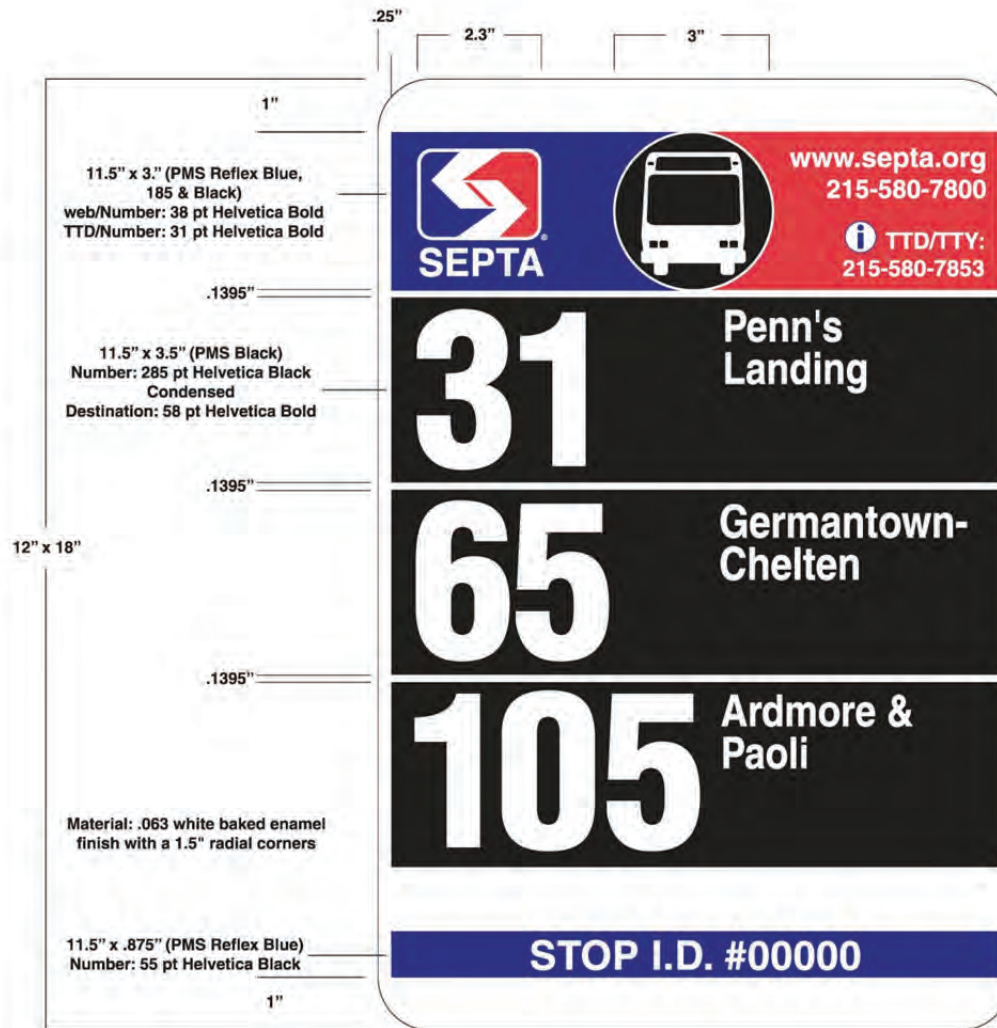 .25”
2.3”
3”
1”
11.5” x 3.” (PMS Reflex Blue,
185 & Black)
web/Number: 38 pt Helvetica Bold
TTD/Number: 31 pt Helvetica Bold
SEPTA
®
www.septa.org
215-580-7800
i TTD/TTY:
215-580-7853
.1395”
11.5” x 3.5” (PMS Black)
Number: 285 pt Helvetica Black
Condensed
Destination: 58 pt Helvetica Bold
31
Penn's
Landing
.1395”
12” x 18”
65
Germantown-
Chelten
.1395”
105
Ardmore &
Paoli
Material: .063 white baked enamel
finish with a 1.5" radial corners
11.5” x .875” (PMS Reflex Blue)
Number: 55 pt Helvetica Black
STOP I.D. #00000
1”